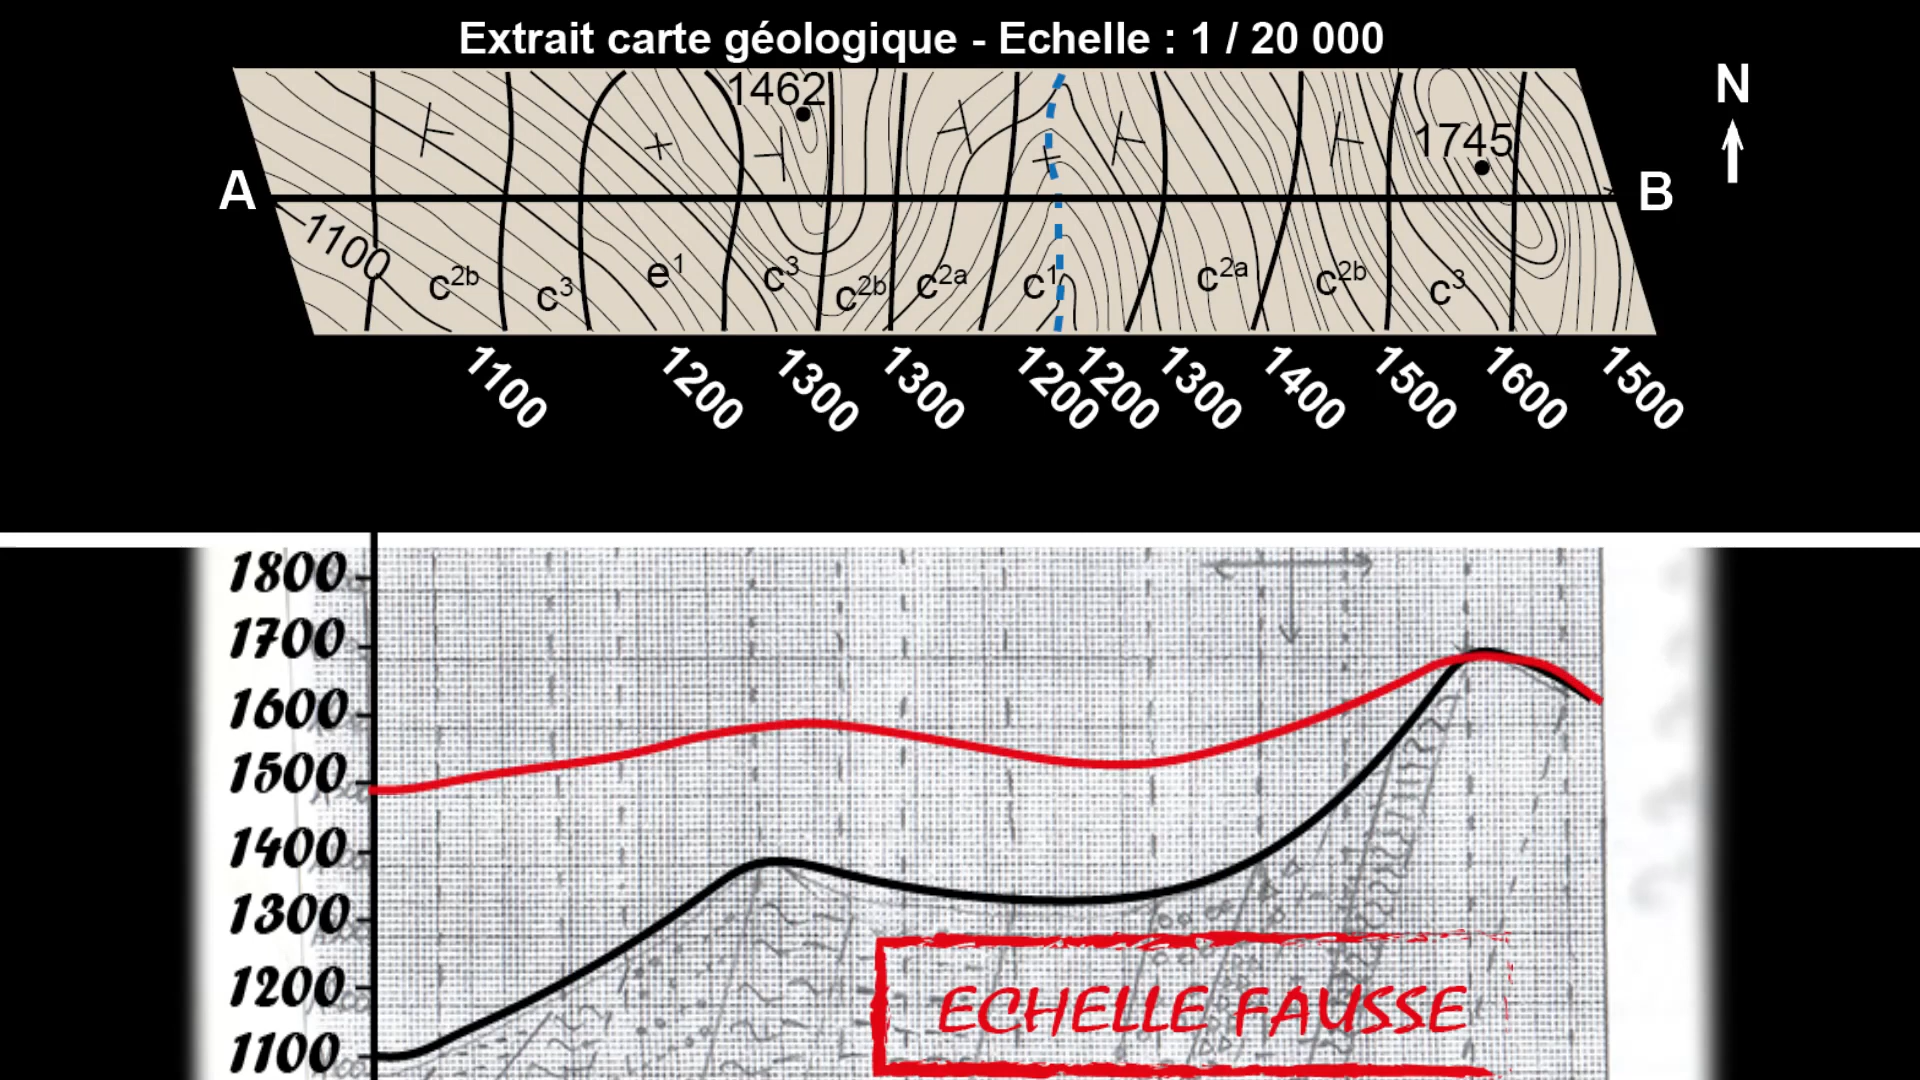 Extrait carte géologique - Echelle : 1 / 20 000
N
1462
1745
A
B
1100
c2b
c3
e1
c3
c2b
c2a
c1
c2a
c2b
c3
1100
1200
1300
1300
1200
1200
1300
1400
1500
1600
1500
1800
1700
1600
1500
1400
1300
1200
1100
ECHELLE FAUSSE